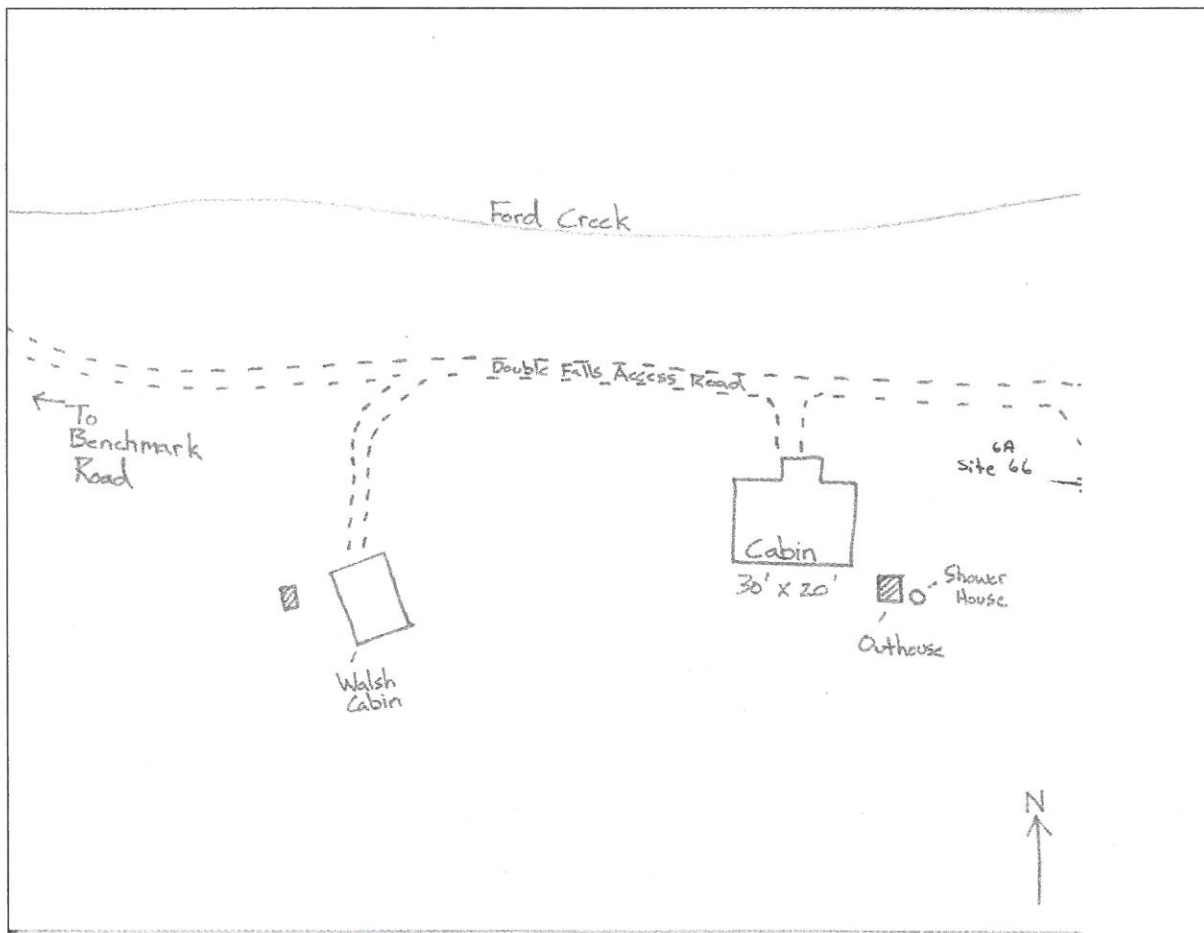 Ford Creek
Double Falls Access Road
To
Benchmark
Road
6A
Site 66
Cabin
30' x 20'
Shower
House
Outhouse
Walsh
Cabin
N